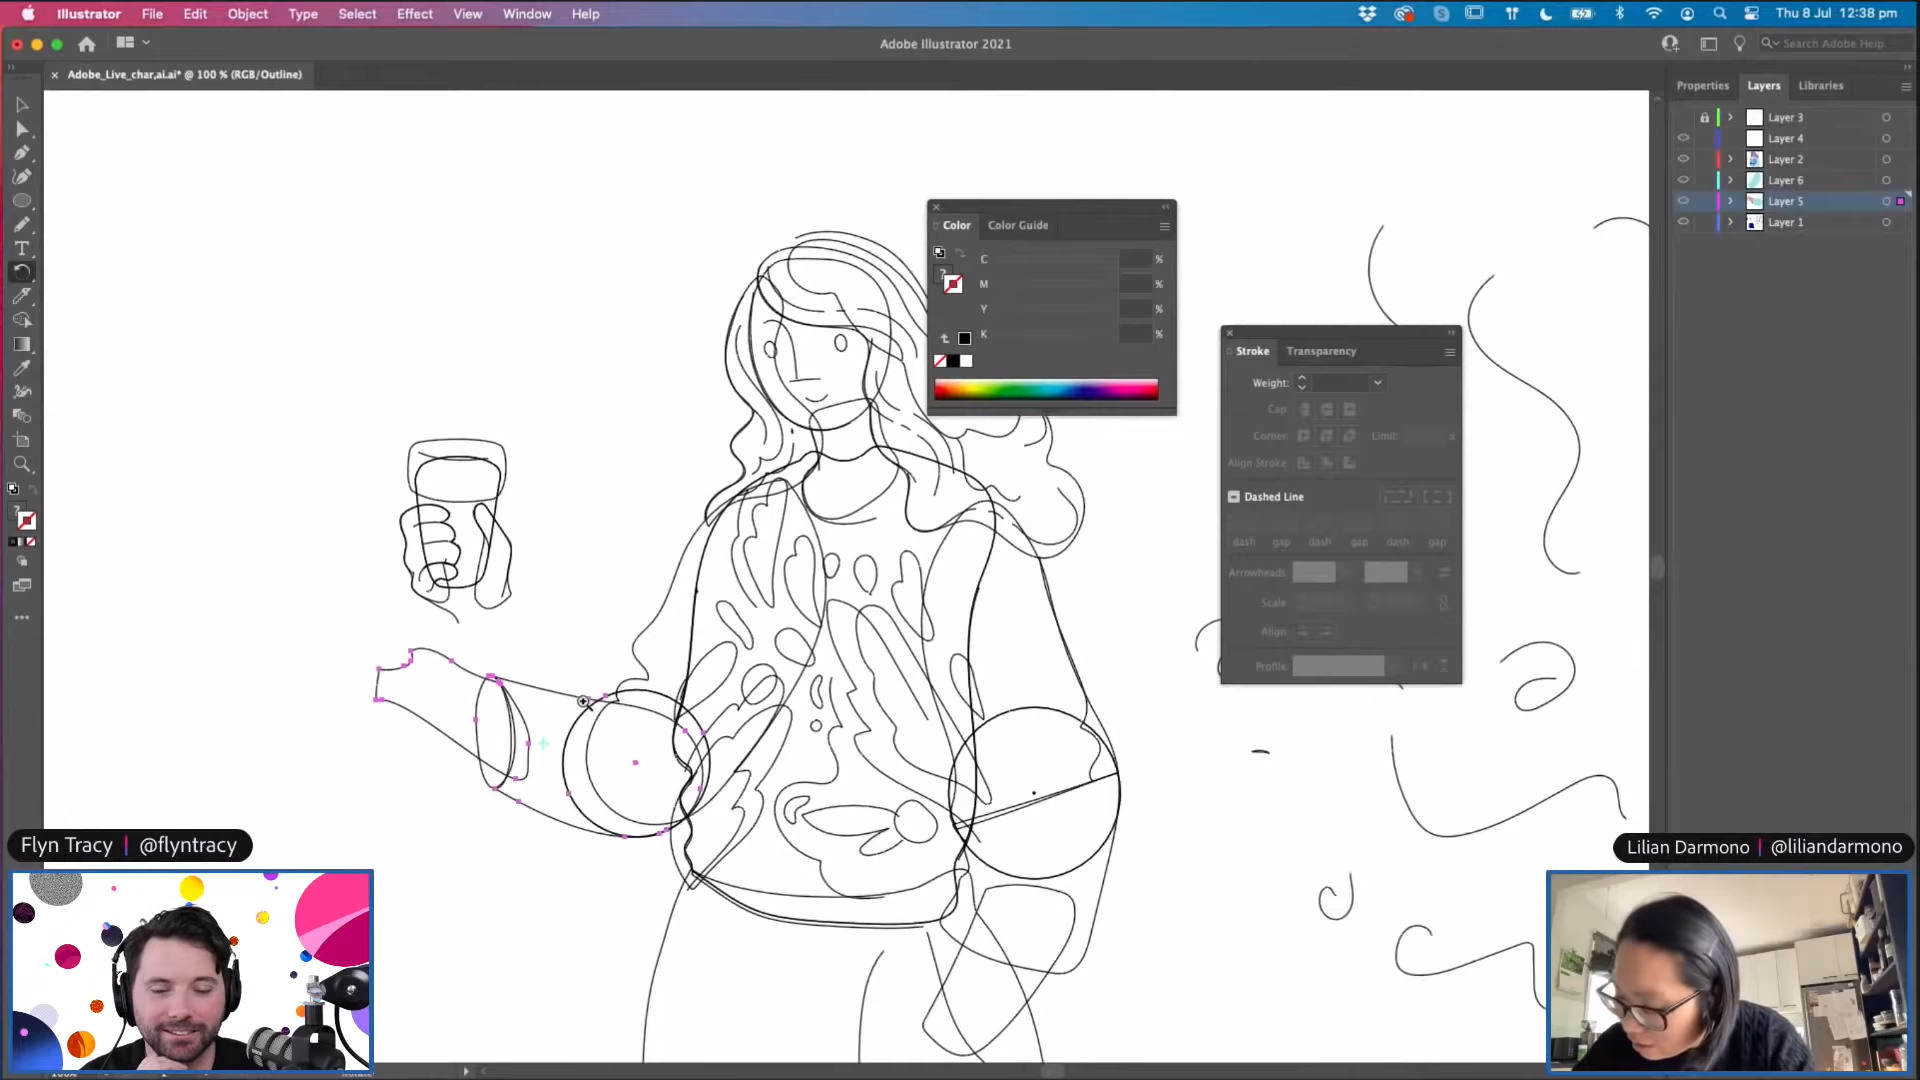 Illustrator File Edit Object Type Select Effect View Window Help
Thu 8 Jul 12:38 pm
Adobe Illustrator 2021
Search Adobe Help
Adobe_Live_char,ai.ai* @ 100 % (RGB/Outline)
Properties Layers Libraries
Layer 3
Layer 4
Layer 2
Layer 6
Layer 5
Layer 1
Color Color Guide
C %
M %
Y %
K %
Stroke Transparency
Weight:
Cap:
Corner: Limit: x
Align Stroke:
Dashed Line
dash gap dash gap dash gap
Arrowheads:
Scale
Align:
Profile:
Flyn Tracy | @flyntracy
Lilian Darmono | @liliandarmono